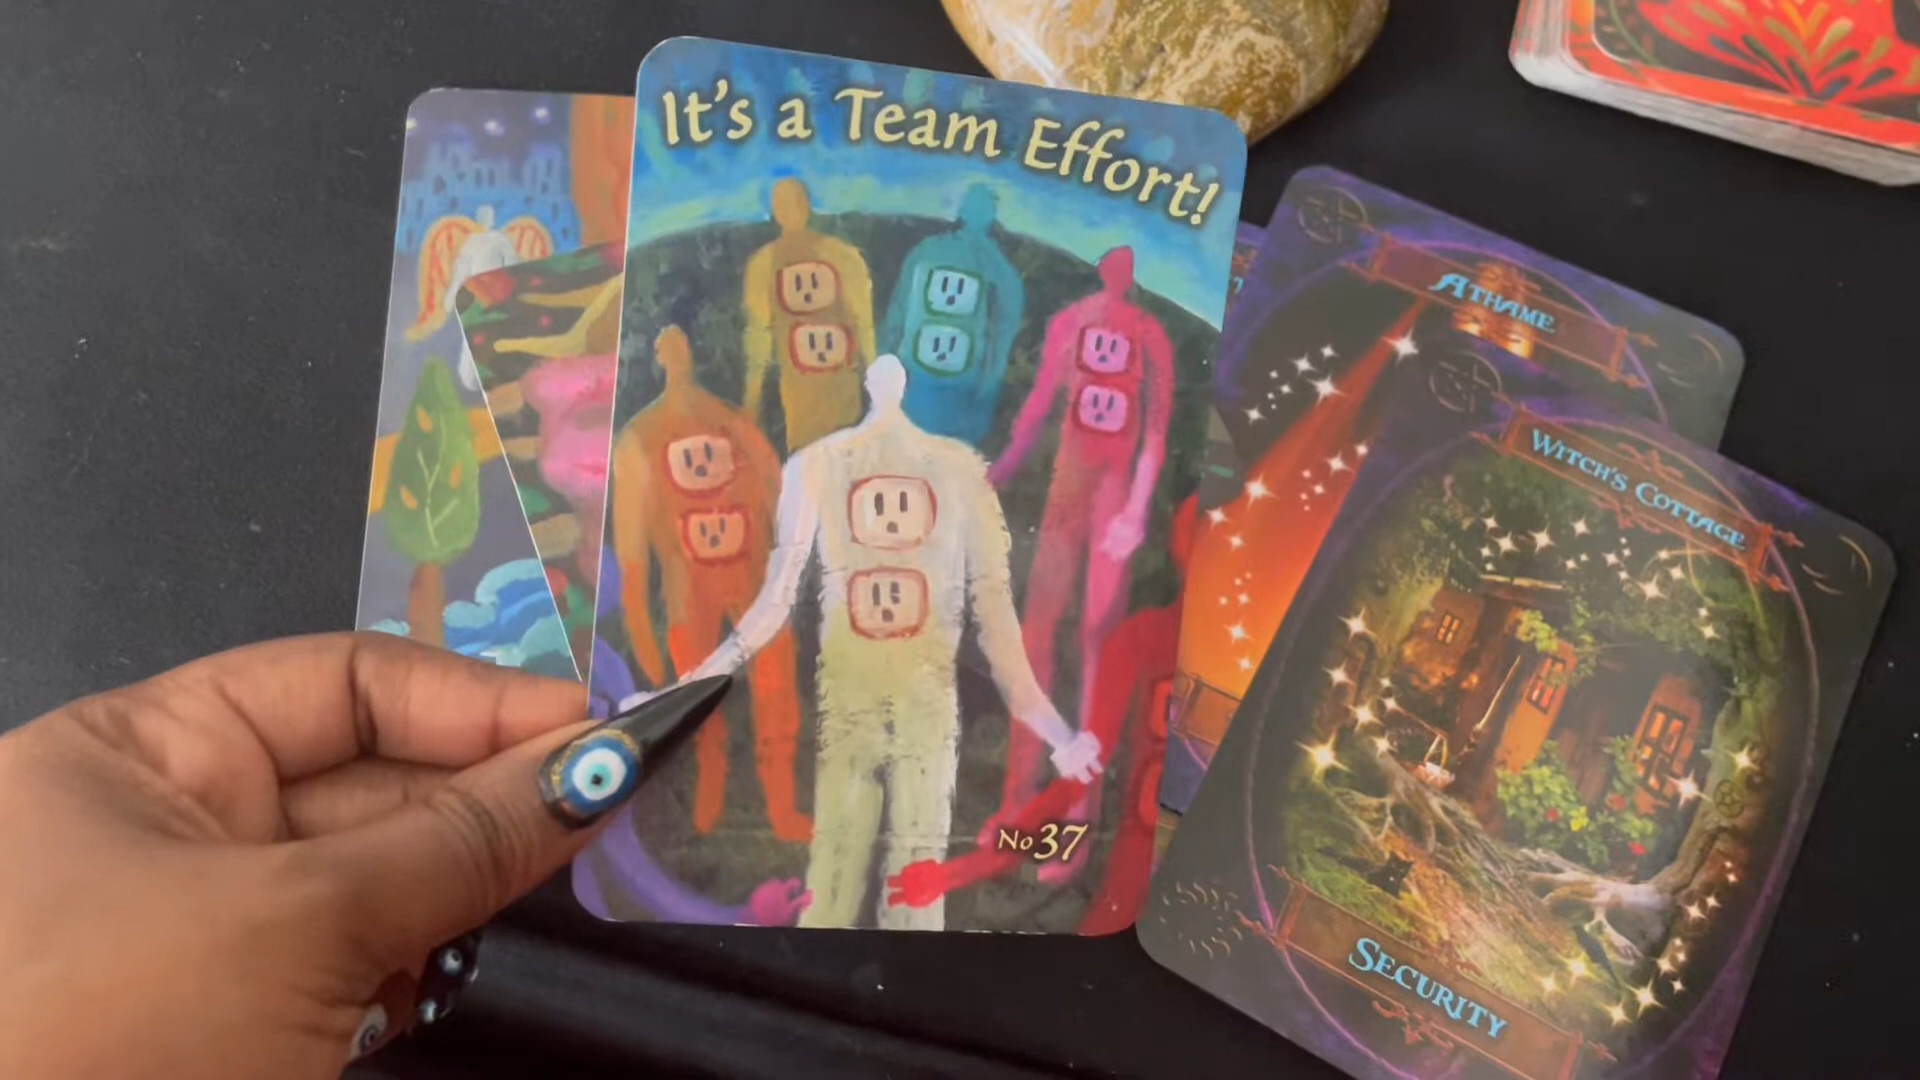 It's a Team Effort!
No 37
ATHAME
WITCH'S COTTAGE
SECURITY